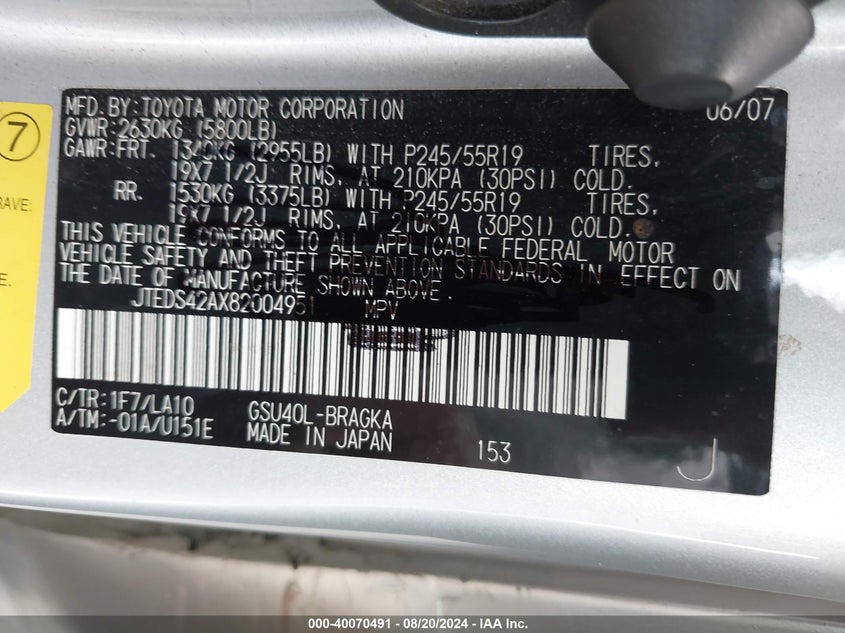 MFD. BY: TOYOTA MOTOR CORPORATION 06/07
GVWR: 2630KG (5800LB)
GAWR: FRT. 1340KG (2955LB) WITH P245/55R19 TIRES,
19X7 1/2J RIMS, AT 210KPA (30PSI) COLD.
RR. 1530KG (3375LB) WITH P245/55R19 TIRES,
19X7 1/2J RIMS, AT 210KPA (30PSI) COLD.
THIS VEHICLE CONFORMS TO ALL APPLICABLE FEDERAL MOTOR
VEHICLE SAFETY AND THEFT PREVENTION STANDARDS IN EFFECT ON
THE DATE OF MANUFACTURE SHOWN ABOVE.
JTEDS42AX82004951 MPV
C/TR: 1F7/LA10 GSU40L-BRAGKA
A/TM: -01A/U151E MADE IN JAPAN 153 J
7
RAVE:
E.
000-40070491 - 08/20/2024 - IAA Inc.